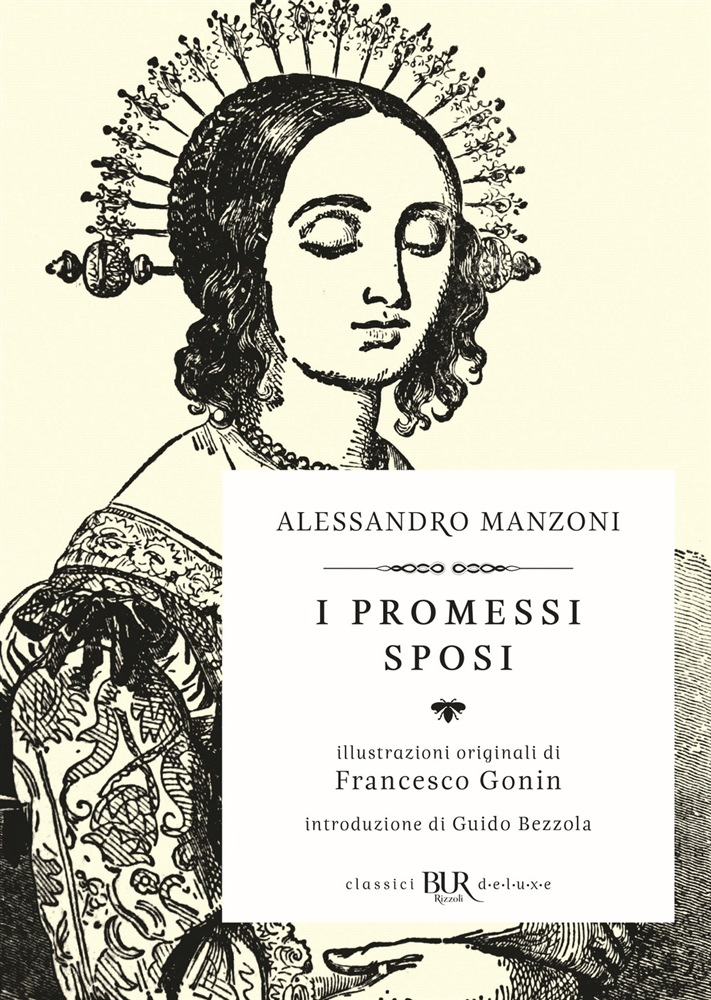 ALESSANDRO MANZONI
I PROMESSI
SPOSI
illustrazioni originali di
Francesco Gonin
introduzione di Guido Bezzola
classici BUR d•e•l•u•x•e
Rizzoli